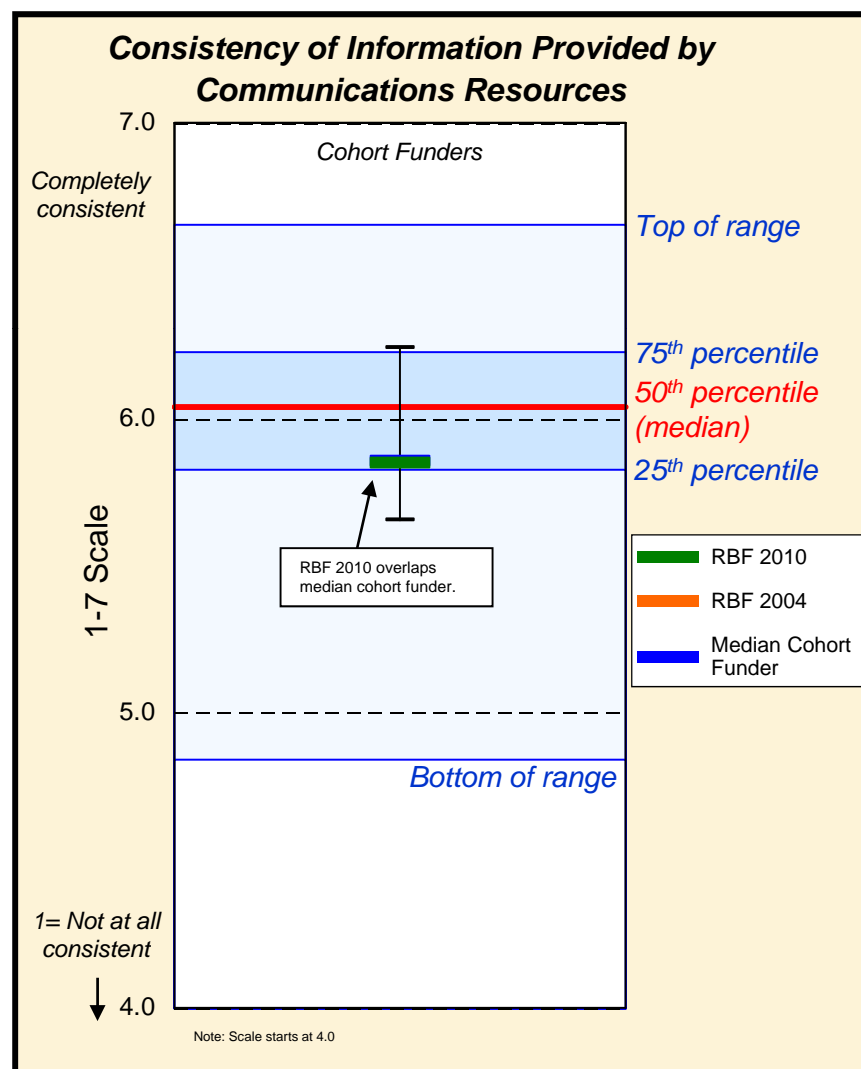 Consistency of Information Provided by
Communications Resources
7.0
Cohort Funders
Completely
consistent
Top of range
75th percentile
50th percentile
(median)
6.0
25th percentile
1-7 Scale
RBF 2010 overlaps
median cohort funder.
RBF 2010
RBF 2004
Median Cohort
Funder
5.0
Bottom of range
1= Not at all
consistent
4.0
Note: Scale starts at 4.0